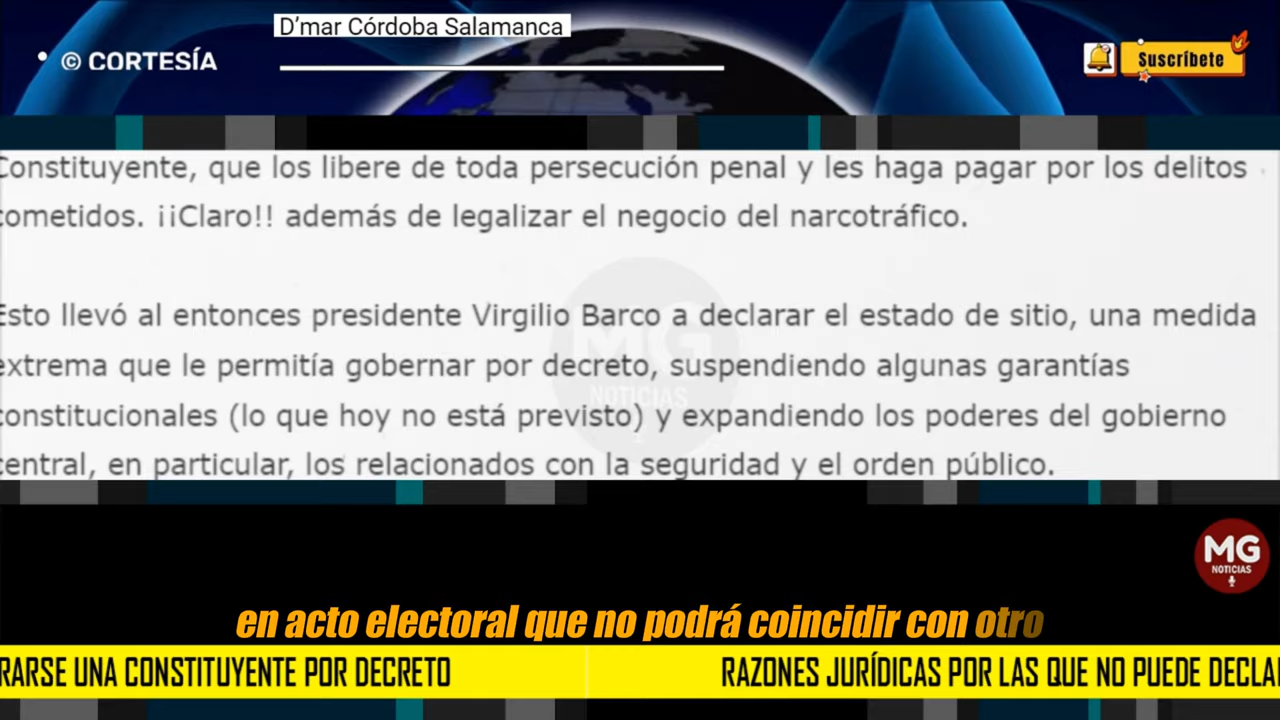 D’mar Córdoba Salamanca
© CORTESÍA
Suscríbete
Constituyente, que los libere de toda persecución penal y les haga pagar por los delitos
cometidos. ¡¡Claro!! además de legalizar el negocio del narcotráfico.
Esto llevó al entonces presidente Virgilio Barco a declarar el estado de sitio, una medida
extrema que le permitía gobernar por decreto, suspendiendo algunas garantías
constitucionales (lo que hoy no está previsto) y expandiendo los poderes del gobierno
central, en particular, los relacionados con la seguridad y el orden público.
MG
NOTICIAS
MG
NOTICIAS
en acto electoral que no podrá coincidir con otro
RARSE UNA CONSTITUYENTE POR DECRETO RAZONES JURÍDICAS POR LAS QUE NO PUEDE DECLA